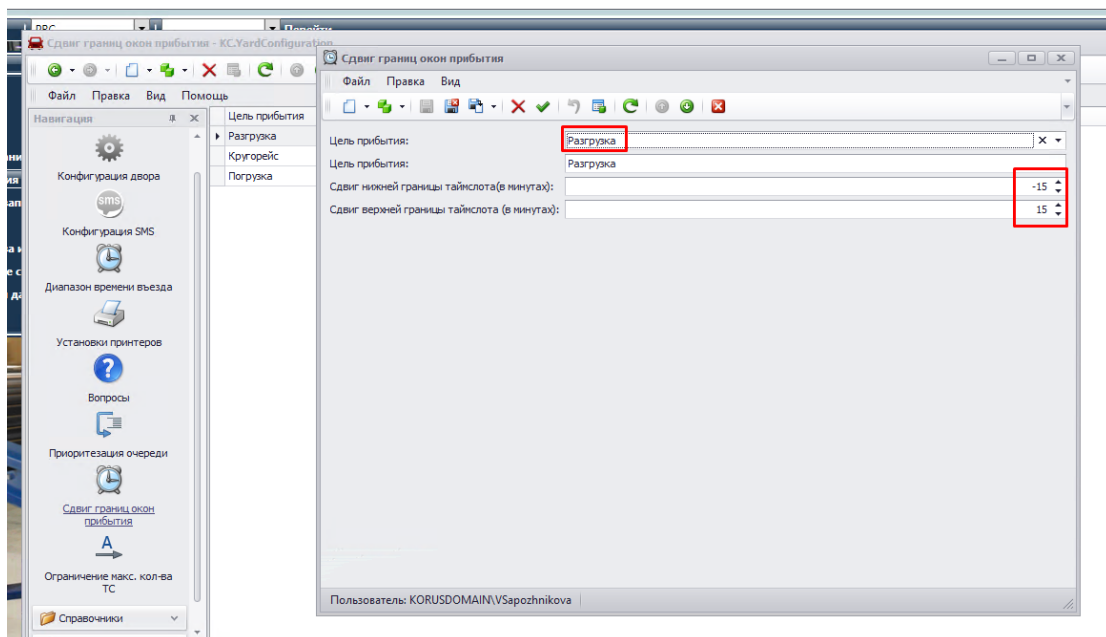 PRC
Перейти
Сдвиг границ окон прибытия - KC.YardConfiguration
Файл Правка Вид Помощь
Навигация
Конфигурация двора
sms
Конфигурация SMS
Диапазон времени въезда
Установки принтеров
?
Вопросы
Приоритезация очереди
Сдвиг границ окон
прибытия
A
Ограничение макс. кол-ва
ТС
Справочники
Цель прибытия
Разгрузка
Кругорейс
Погрузка
Сдвиг границ окон прибытия
Файл Правка Вид
Цель прибытия: Разгрузка
Цель прибытия: Разгрузка
Сдвиг нижней границы таймслота(в минутах): -15
Сдвиг верхней границы таймслота (в минутах): 15
Пользователь: KORUSDOMAIN\VSapozhnikova